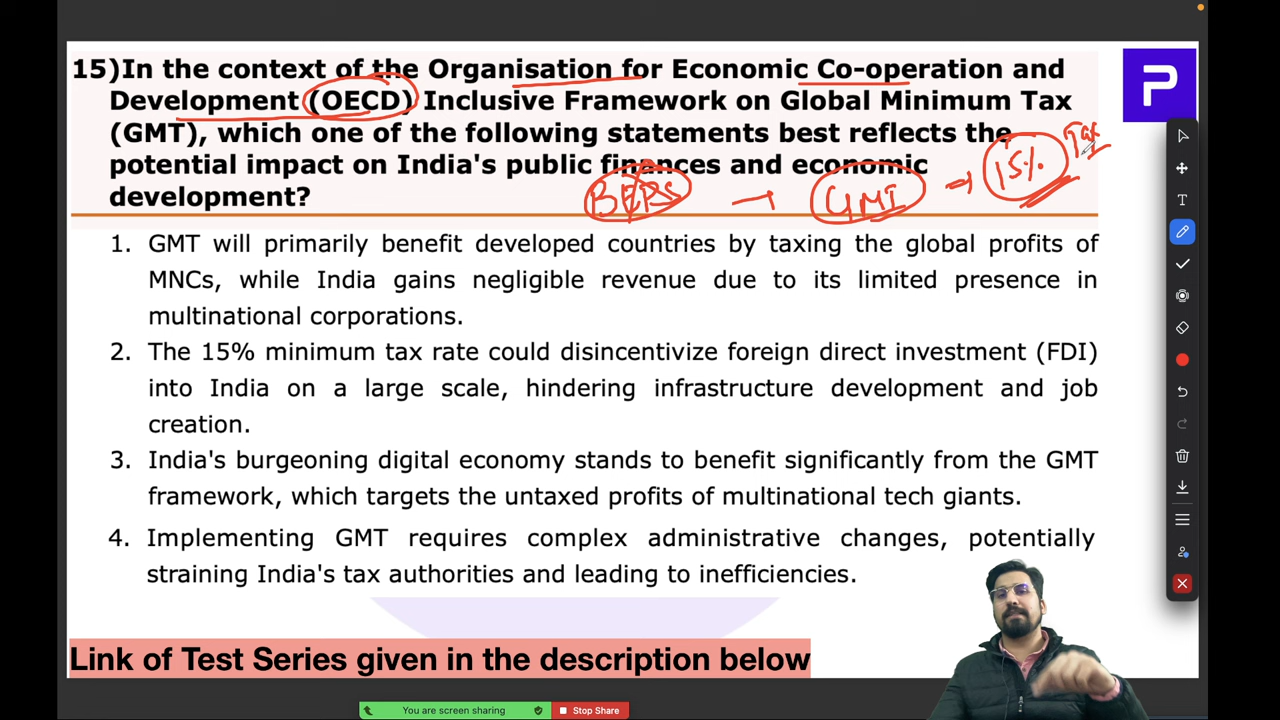 15)In the context of the Organisation for Economic Co-operation and
Development (OECD) Inclusive Framework on Global Minimum Tax
(GMT), which one of the following statements best reflects the
potential impact on India's public finances and economic
development?
BEPS → GMI → 15% Tax
1. GMT will primarily benefit developed countries by taxing the global profits of
MNCs, while India gains negligible revenue due to its limited presence in
multinational corporations.
2. The 15% minimum tax rate could disincentivize foreign direct investment (FDI)
into India on a large scale, hindering infrastructure development and job
creation.
3. India's burgeoning digital economy stands to benefit significantly from the GMT
framework, which targets the untaxed profits of multinational tech giants.
4. Implementing GMT requires complex administrative changes, potentially
straining India's tax authorities and leading to inefficiencies.
Link of Test Series given in the description below
P
T
You are screen sharing
Stop Share